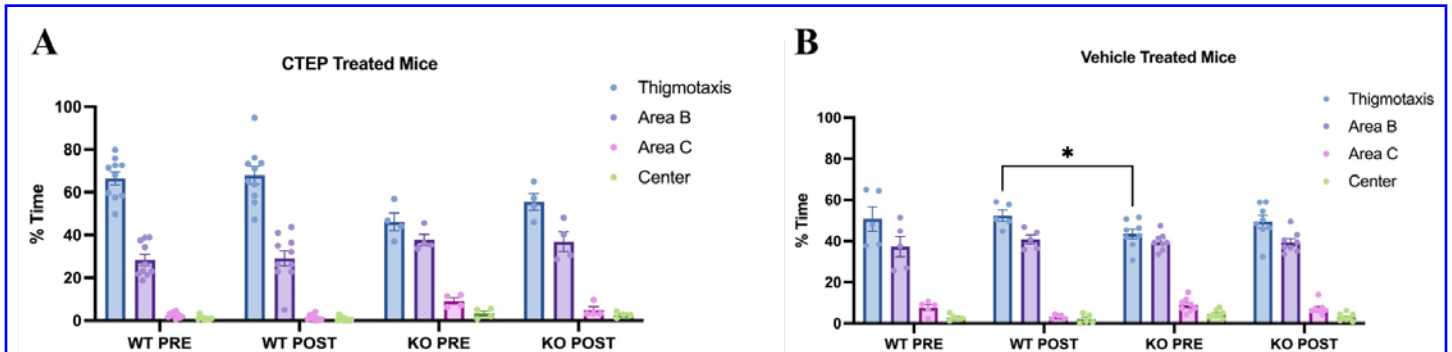 A
CTEP Treated Mice
Thigmotaxis
Area B
Area C
Center
% Time
100
80
60
40
20
0
WT PRE
WT POST
KO PRE
KO POST
B
Vehicle Treated Mice
Thigmotaxis
Area B
Area C
Center
% Time
100
80
60
40
20
0
*
WT PRE
WT POST
KO PRE
KO POST